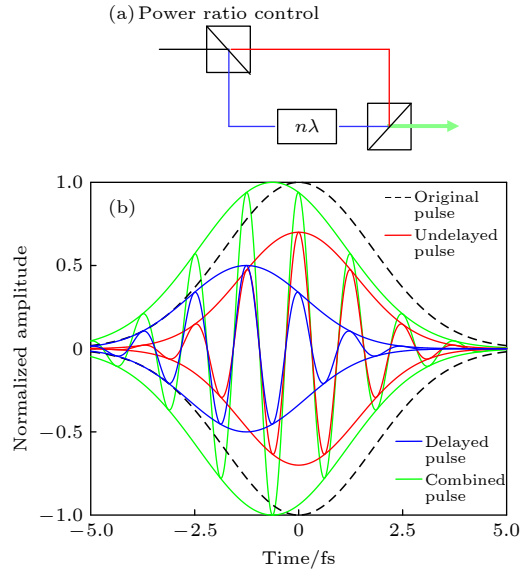 (a) Power ratio control
nλ
(b)
Original
pulse
Undelayed
pulse
Delayed
pulse
Combined
pulse
1.0
0.5
0
−0.5
−1.0
Normalized amplitude
−5.0 −2.5 0 2.5 5.0
Time/fs